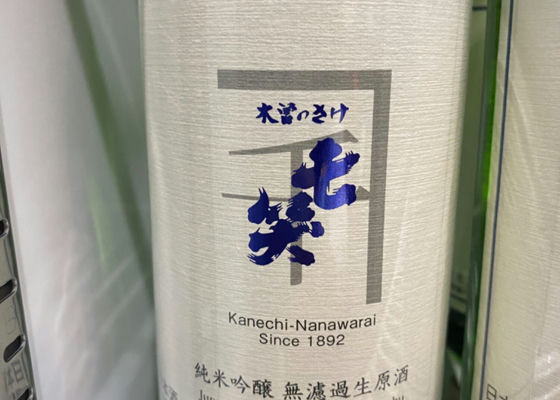 木曽のさけ
七笑
Kanechi-Nanawarai
Since 1892
純米吟醸 無濾過生原酒